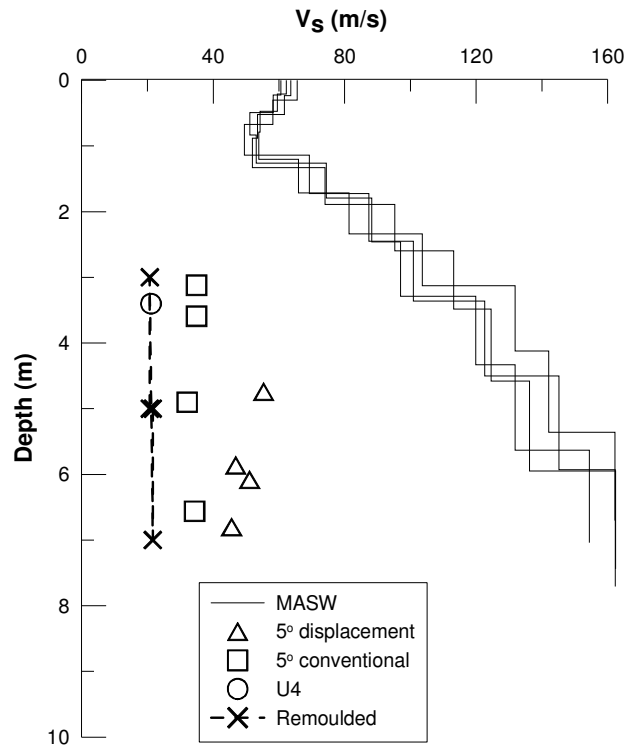 V_S (m/s)
0 40 80 120 160
0
2
4
6
8
10
Depth (m)
MASW
5° displacement
5° conventional
U4
Remoulded